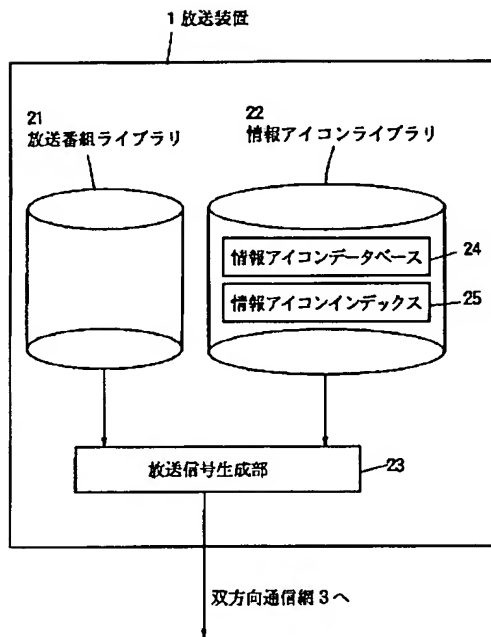 1 放送装置
21
放送番組ライブラリ
22
情報アイコンライブラリ
情報アイコンデータベース
24
情報アイコンインデックス
25
放送信号生成部
23
双方向通信網3へ